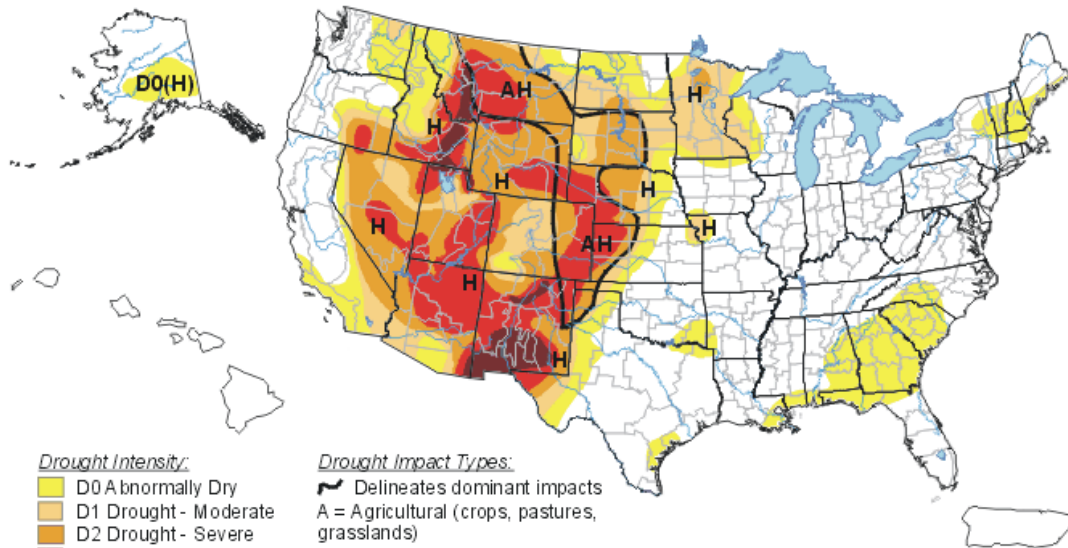 D0(H)
AH
H
H
H
H
H
H
AH
H
H
Drought Intensity:
D0 Abnormally Dry
D1 Drought - Moderate
D2 Drought - Severe
Drought Impact Types:
Delineates dominant impacts
A = Agricultural (crops, pastures,
grasslands)